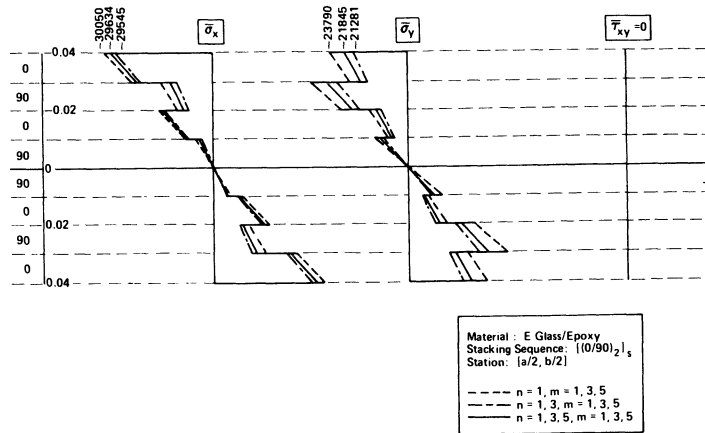 -30050
-29634
-29545
σ̅x
-23790
-21845
-21281
σ̅y
τ̅xy = 0
-0.04
0
90
-0.02
0
90
0
90
0
0.02
90
0
0.04
Material : E Glass/Epoxy
Stacking Sequence: [(0/90)2]s
Station: [a/2, b/2]
n = 1, m = 1, 3, 5
n = 1, 3, m = 1, 3, 5
n = 1, 3, 5, m = 1, 3, 5